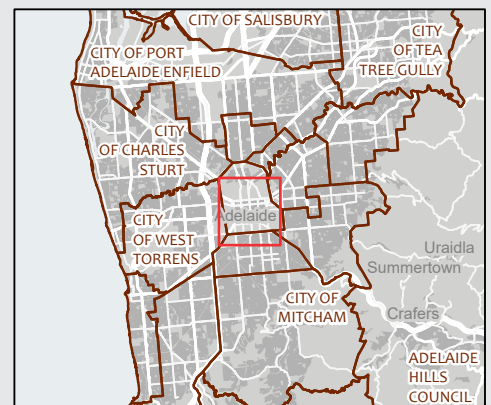 CITY OF SALISBURY
CITY OF PORT
ADELAIDE ENFIELD
CITY
OF TEA
TREE GULLY
CITY
OF CHARLES
STURT
Adelaide
CITY
OF WEST
TORRENS
Uraidla
Summertown
CITY OF
MITCHAM
Crafers
ADELAIDE
HILLS
COUNCIL